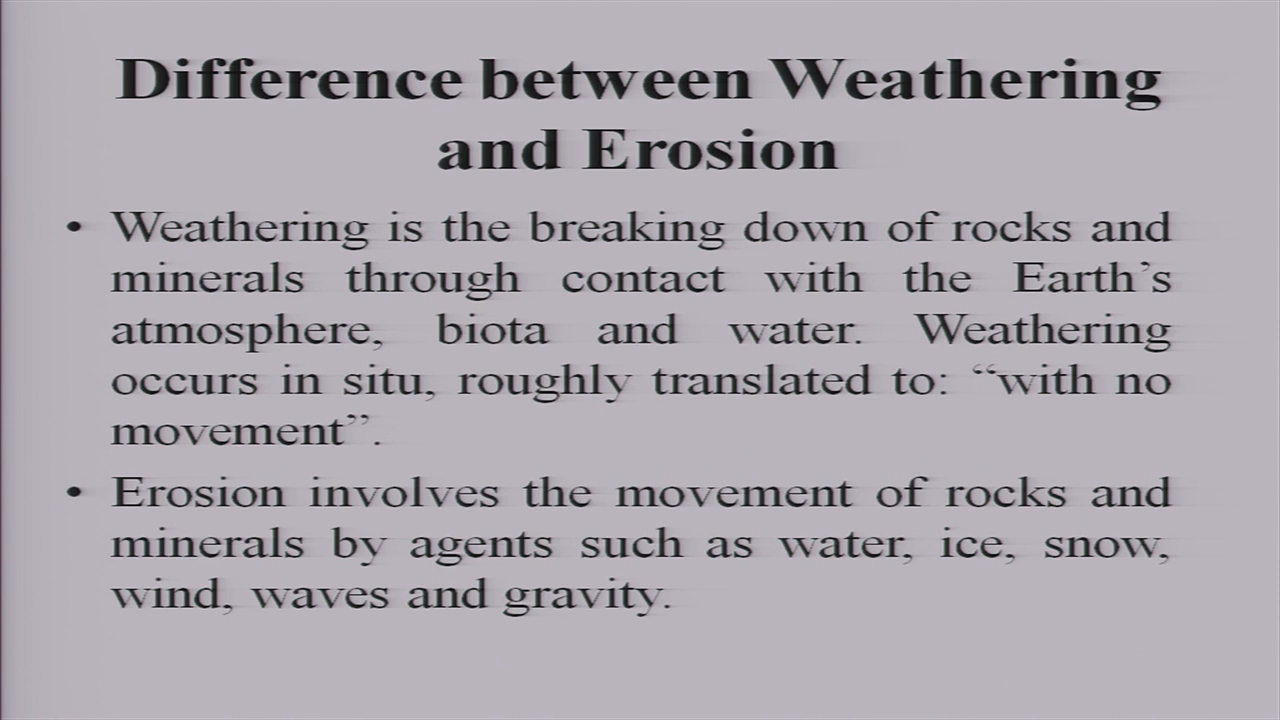 Difference between Weathering
and Erosion
• Weathering is the breaking down of rocks and
minerals through contact with the Earth’s
atmosphere, biota and water. Weathering
occurs in situ, roughly translated to: “with no
movement”.
• Erosion involves the movement of rocks and
minerals by agents such as water, ice, snow,
wind, waves and gravity.